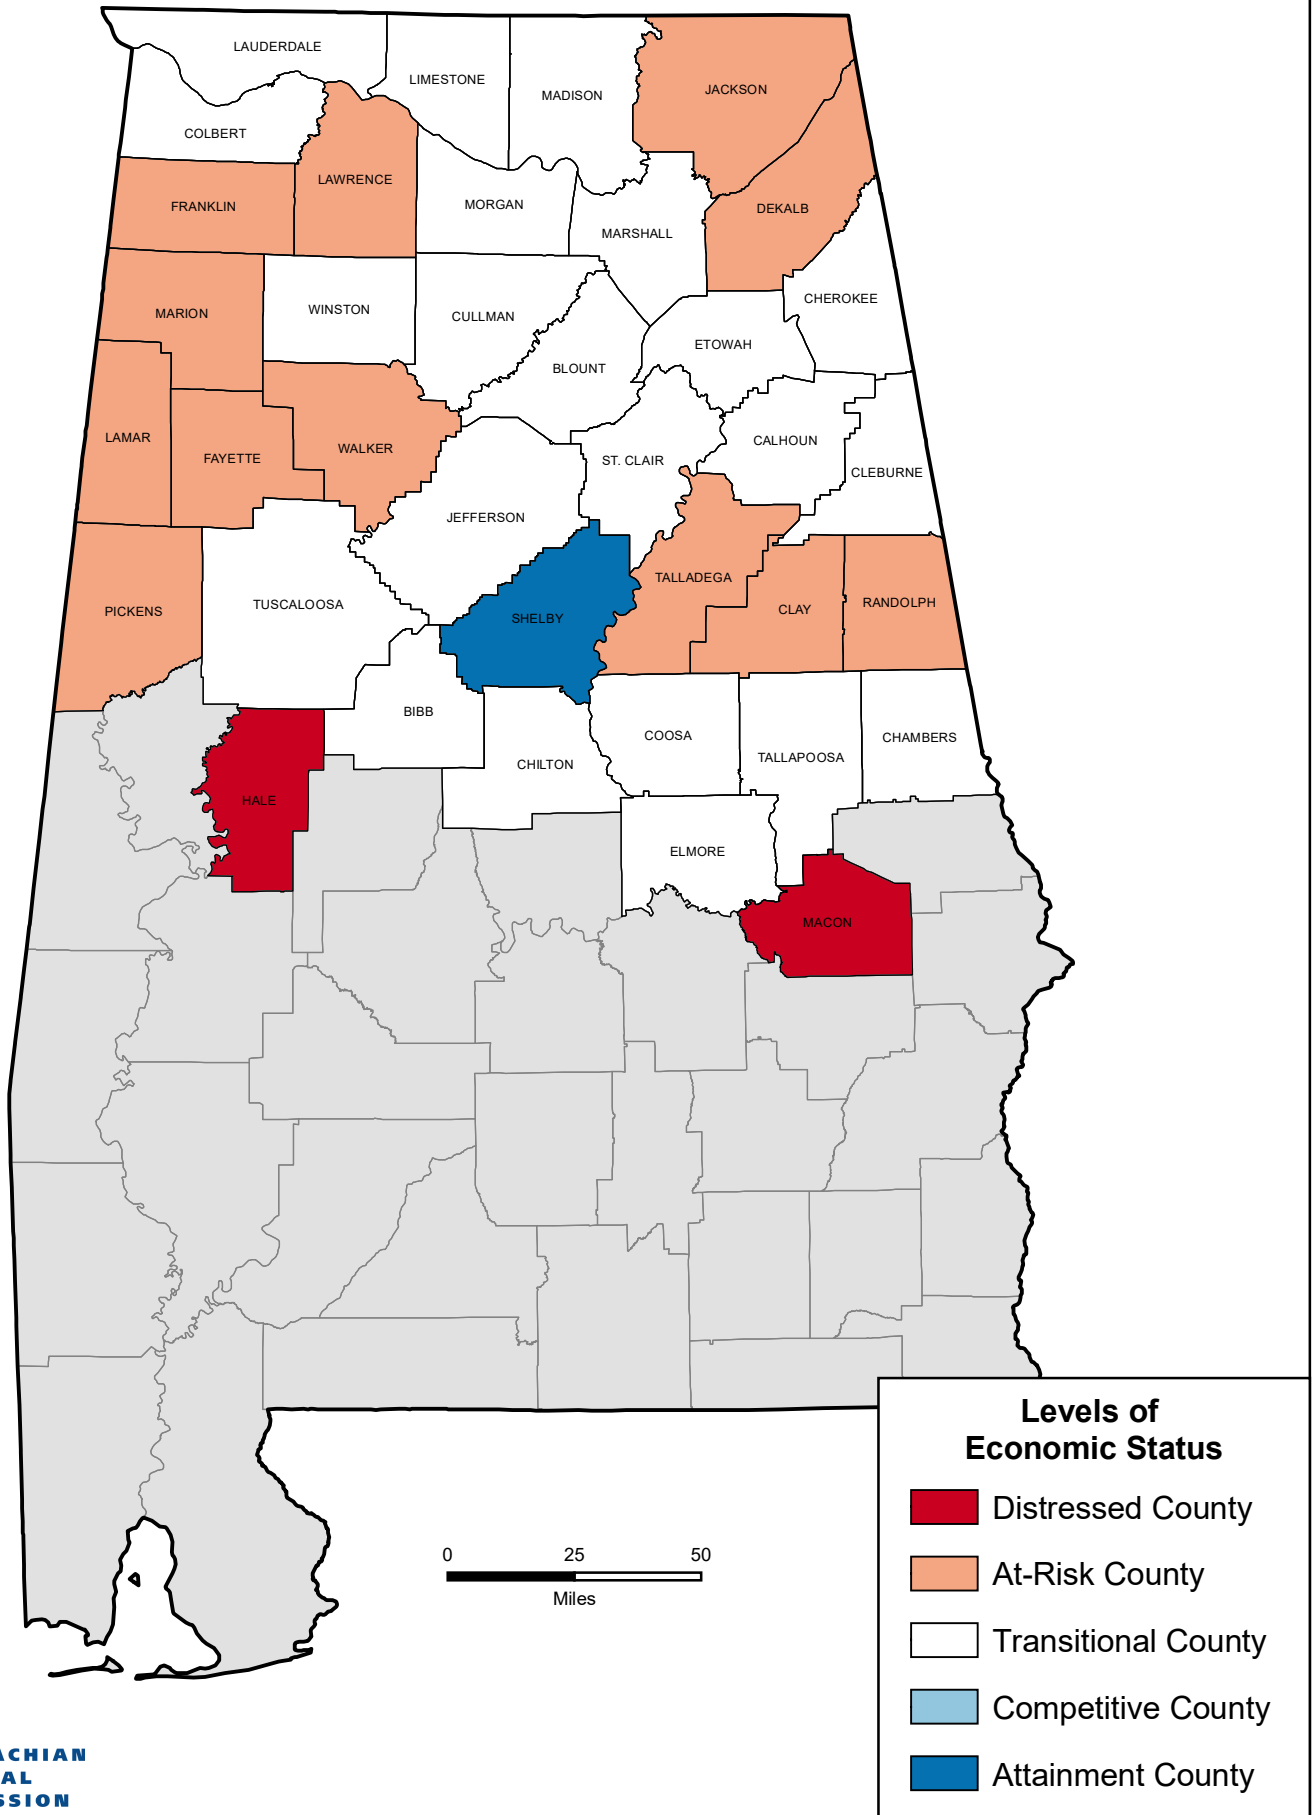 LAUDERDALE
LIMESTONE
MADISON
JACKSON
COLBERT
LAWRENCE
FRANKLIN
MORGAN
DEKALB
MARSHALL
CHEROKEE
MARION
WINSTON
CULLMAN
ETOWAH
BLOUNT
LAMAR
FAYETTE
WALKER
ST. CLAIR
CALHOUN
CLEBURNE
JEFFERSON
TALLADEGA
PICKENS
TUSCALOOSA
SHELBY
CLAY
RANDOLPH
BIBB
COOSA
CHAMBERS
TALLAPOOSA
CHILTON
HALE
ELMORE
MACON
Levels of
Economic Status
Distressed County
At-Risk County
Transitional County
Competitive County
Attainment County
0 25 50
Miles
ACHIAN
AL
SSION